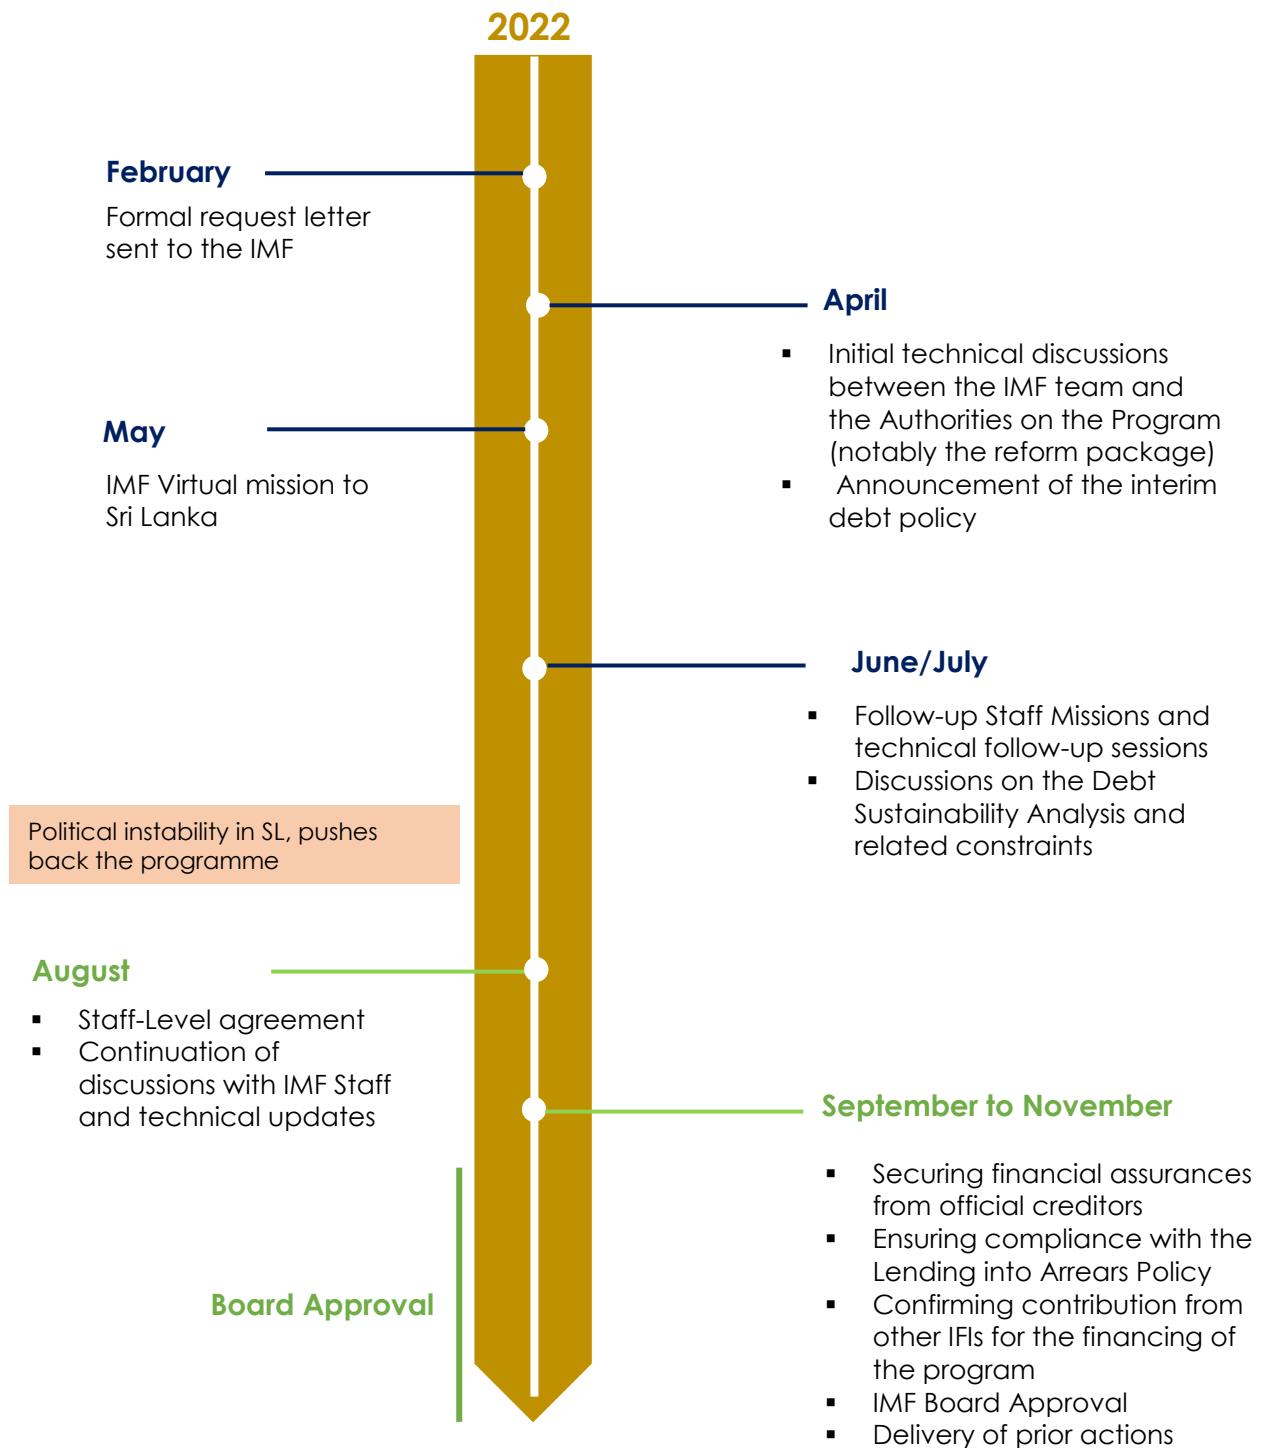 2022
February
Formal request letter
sent to the IMF
April
▪ Initial technical discussions
between the IMF team and
the Authorities on the Program
(notably the reform package)
▪ Announcement of the interim
debt policy
May
IMF Virtual mission to
Sri Lanka
June/July
▪ Follow-up Staff Missions and
technical follow-up sessions
▪ Discussions on the Debt
Sustainability Analysis and
related constraints
Political instability in SL, pushes
back the programme
August
▪ Staff-Level agreement
▪ Continuation of
discussions with IMF Staff
and technical updates
September to November
▪ Securing financial assurances
from official creditors
▪ Ensuring compliance with the
Lending into Arrears Policy
▪ Confirming contribution from
other IFIs for the financing of
the program
▪ IMF Board Approval
▪ Delivery of prior actions
Board Approval